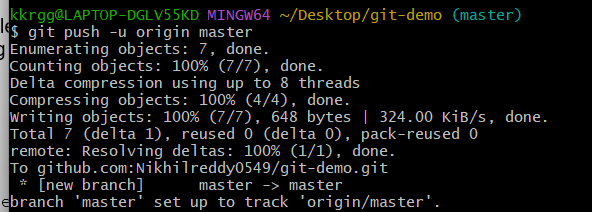 kkrgg@LAPTOP-DGLV55KD MINGW64 ~/Desktop/git-demo (master)
$ git push -u origin master
Enumerating objects: 7, done.
Counting objects: 100% (7/7), done.
Delta compression using up to 8 threads
Compressing objects: 100% (4/4), done.
Writing objects: 100% (7/7), 648 bytes | 324.00 KiB/s, done.
Total 7 (delta 1), reused 0 (delta 0), pack-reused 0
remote: Resolving deltas: 100% (1/1), done.
To github.com:Nikhilreddy0549/git-demo.git
 * [new branch]      master -> master
branch 'master' set up to track 'origin/master'.